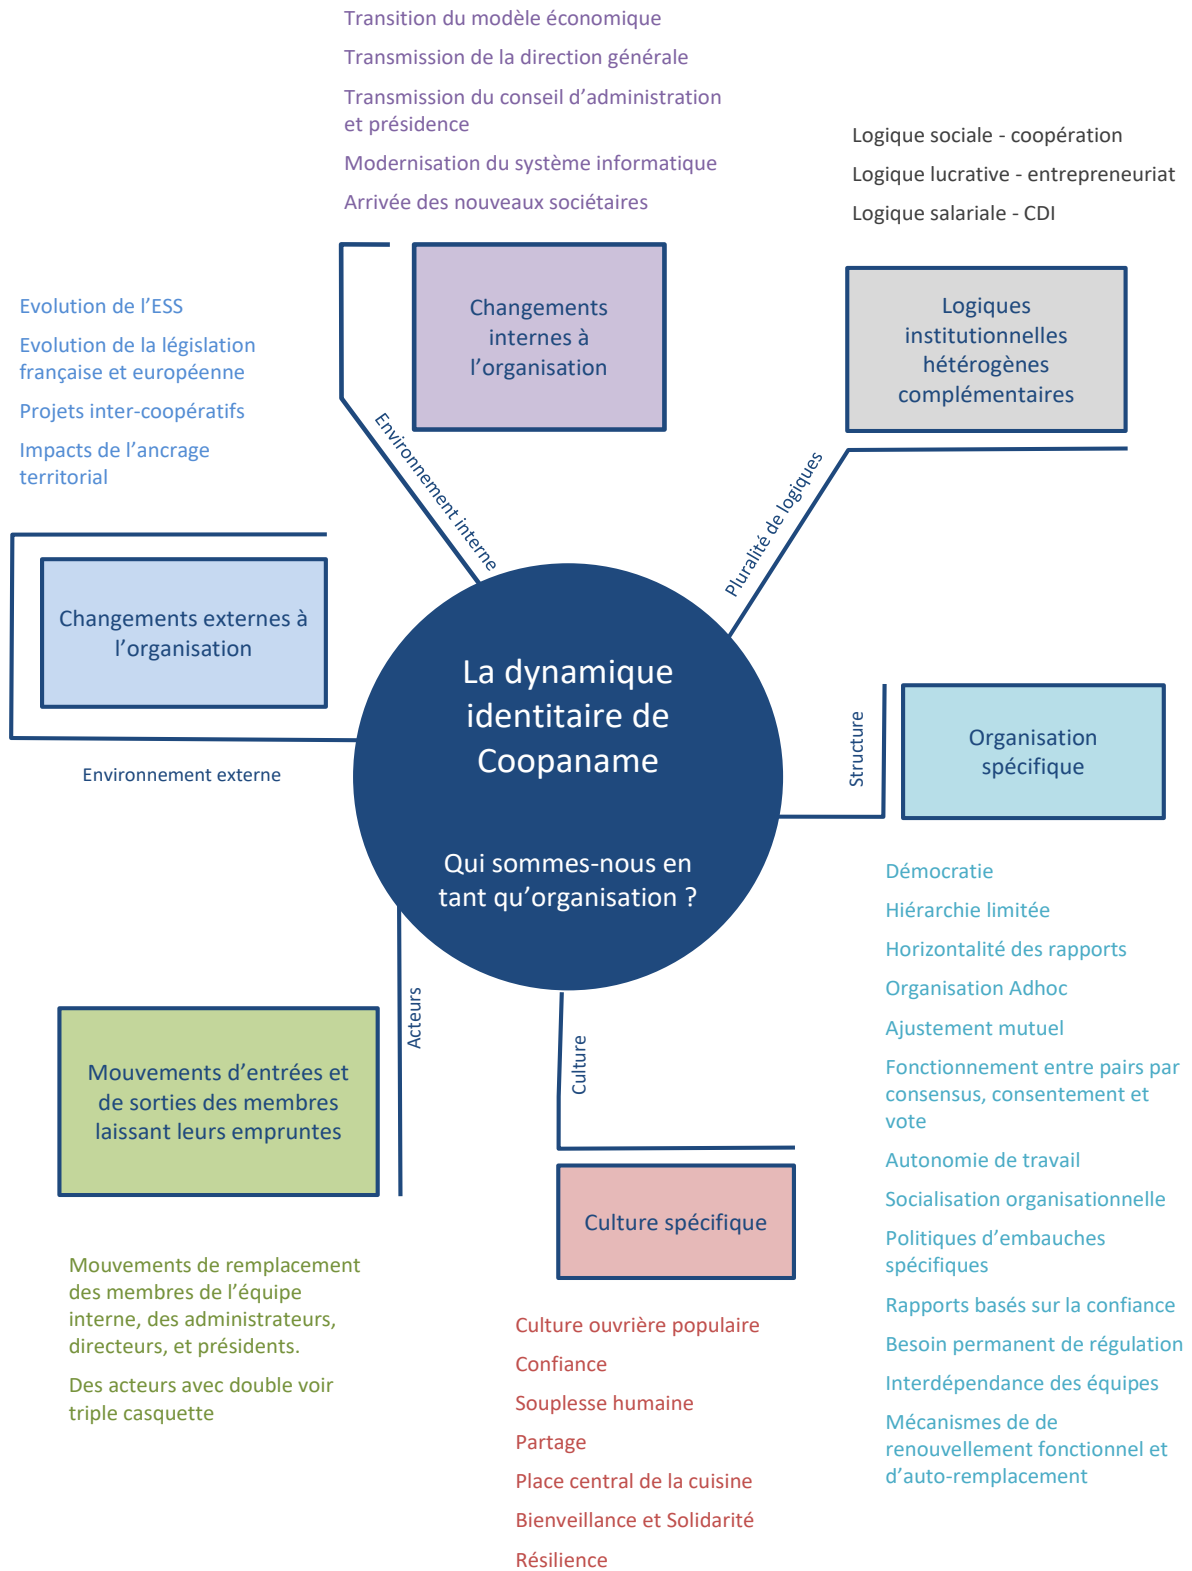 Transition du modèle économique
Transmission de la direction générale
Transmission du conseil d’administration
et présidence
Modernisation du système informatique
Arrivée des nouveaux sociétaires
Logique sociale - coopération
Logique lucrative - entrepreneuriat
Logique salariale - CDI
Changements
internes à
l’organisation
Logiques
institutionnelles
hétérogènes
complémentaires
Evolution de l’ESS
Evolution de la législation
française et européenne
Projets inter-coopératifs
Impacts de l’ancrage
territorial
Environnement interne
Pluralité de logiques
Changements externes à
l’organisation
Environnement externe
La dynamique
identitaire de
Coopaname
Qui sommes-nous en
tant qu’organisation ?
Structure
Organisation
spécifique
Démocratie
Hiérarchie limitée
Horizontalité des rapports
Organisation Adhoc
Ajustement mutuel
Fonctionnement entre pairs par
consensus, consentement et
vote
Autonomie de travail
Socialisation organisationnelle
Politiques d’embauches
spécifiques
Rapports basés sur la confiance
Besoin permanent de régulation
Interdépendance des équipes
Mécanismes de de
renouvellement fonctionnel et
d’auto-remplacement
Acteurs
Mouvements d’entrées et
de sorties des membres
laissant leurs empruntes
Mouvements de remplacement
des membres de l’équipe
interne, des administrateurs,
directeurs, et présidents.
Des acteurs avec double voir
triple casquette
Culture
Culture spécifique
Culture ouvrière populaire
Confiance
Souplesse humaine
Partage
Place central de la cuisine
Bienveillance et Solidarité
Résilience